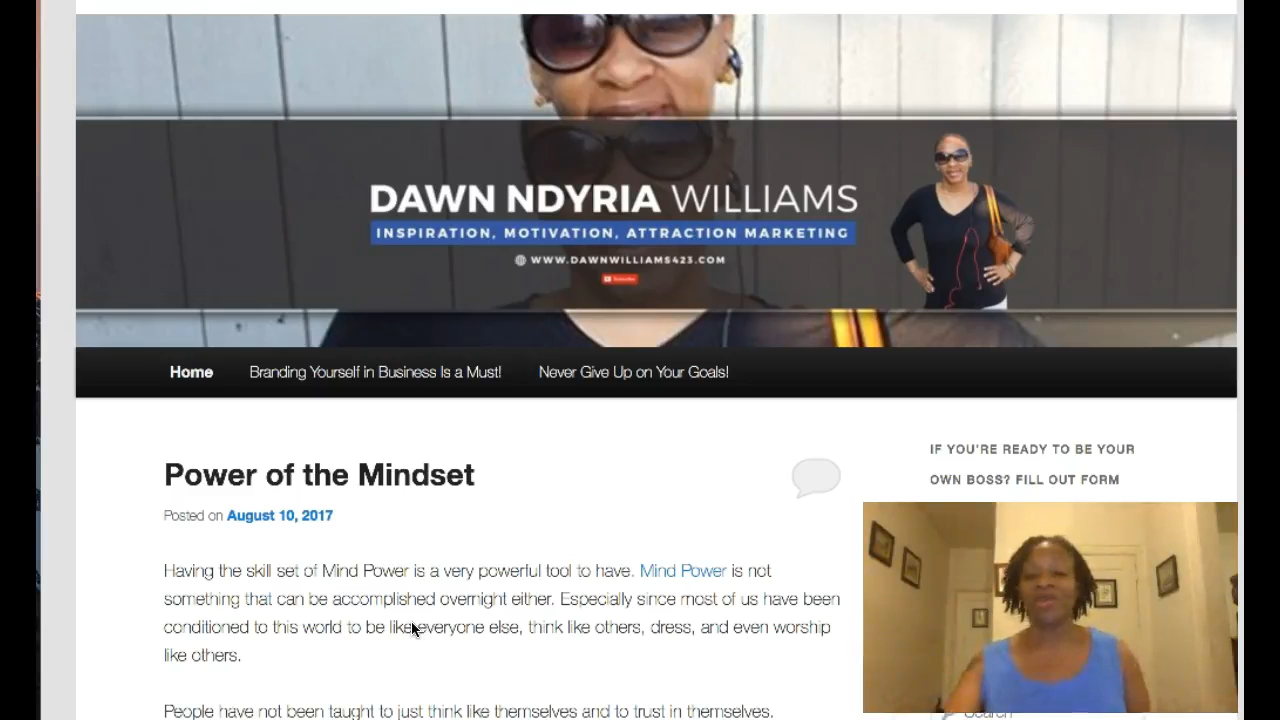 DAWN NDYRIA WILLIAMS
INSPIRATION, MOTIVATION, ATTRACTION MARKETING
WWW.DAWNWILLIAMS423.COM
Subscribe
Home
Branding Yourself in Business Is a Must!
Never Give Up on Your Goals!
IF YOU'RE READY TO BE YOUR
OWN BOSS? FILL OUT FORM
Power of the Mindset
Posted on August 10, 2017
Having the skill set of Mind Power is a very powerful tool to have. Mind Power is not
something that can be accomplished overnight either. Especially since most of us have been
conditioned to this world to be like everyone else, think like others, dress, and even worship
like others.
People have not been taught to just think like themselves and to trust in themselves.
Search